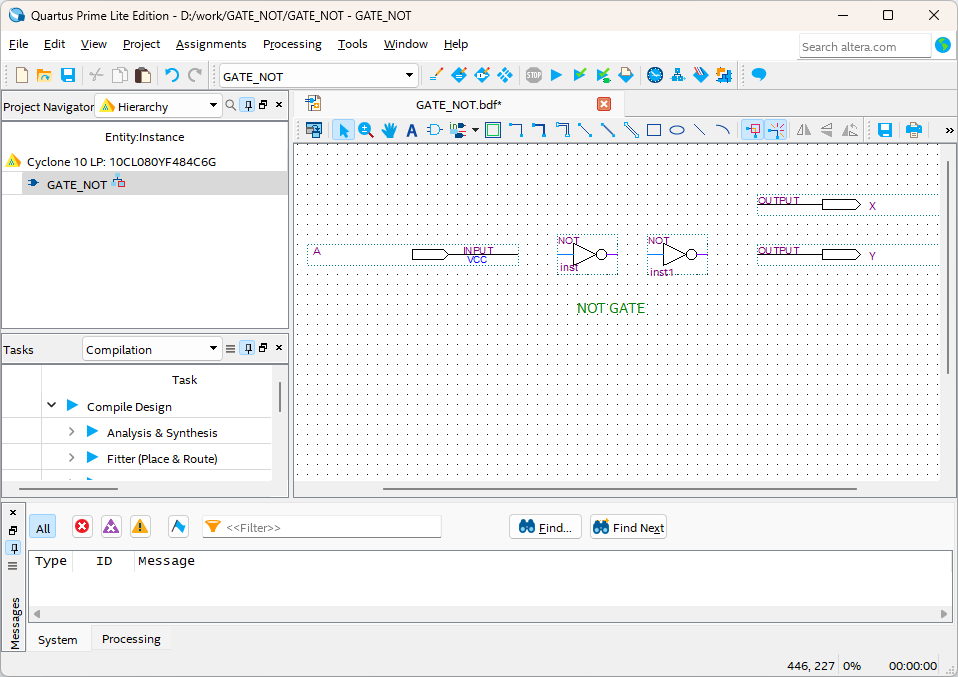 Quartus Prime Lite Edition - D:/work/GATE_NOT/GATE_NOT - GATE_NOT
File Edit View Project Assignments Processing Tools Window Help
Search altera.com
GATE_NOT
STOP
Project Navigator Hierarchy
Entity:Instance
Cyclone 10 LP: 10CL080YF484C6G
GATE_NOT
Tasks Compilation
Task
Compile Design
Analysis & Synthesis
Fitter (Place & Route)
GATE_NOT.bdf*
OUTPUT X
A INPUT VCC
NOT inst
NOT inst1
OUTPUT Y
NOT GATE
All <<Filter>> Find... Find Next
Type ID Message
Messages
System Processing
446, 227 0% 00:00:00